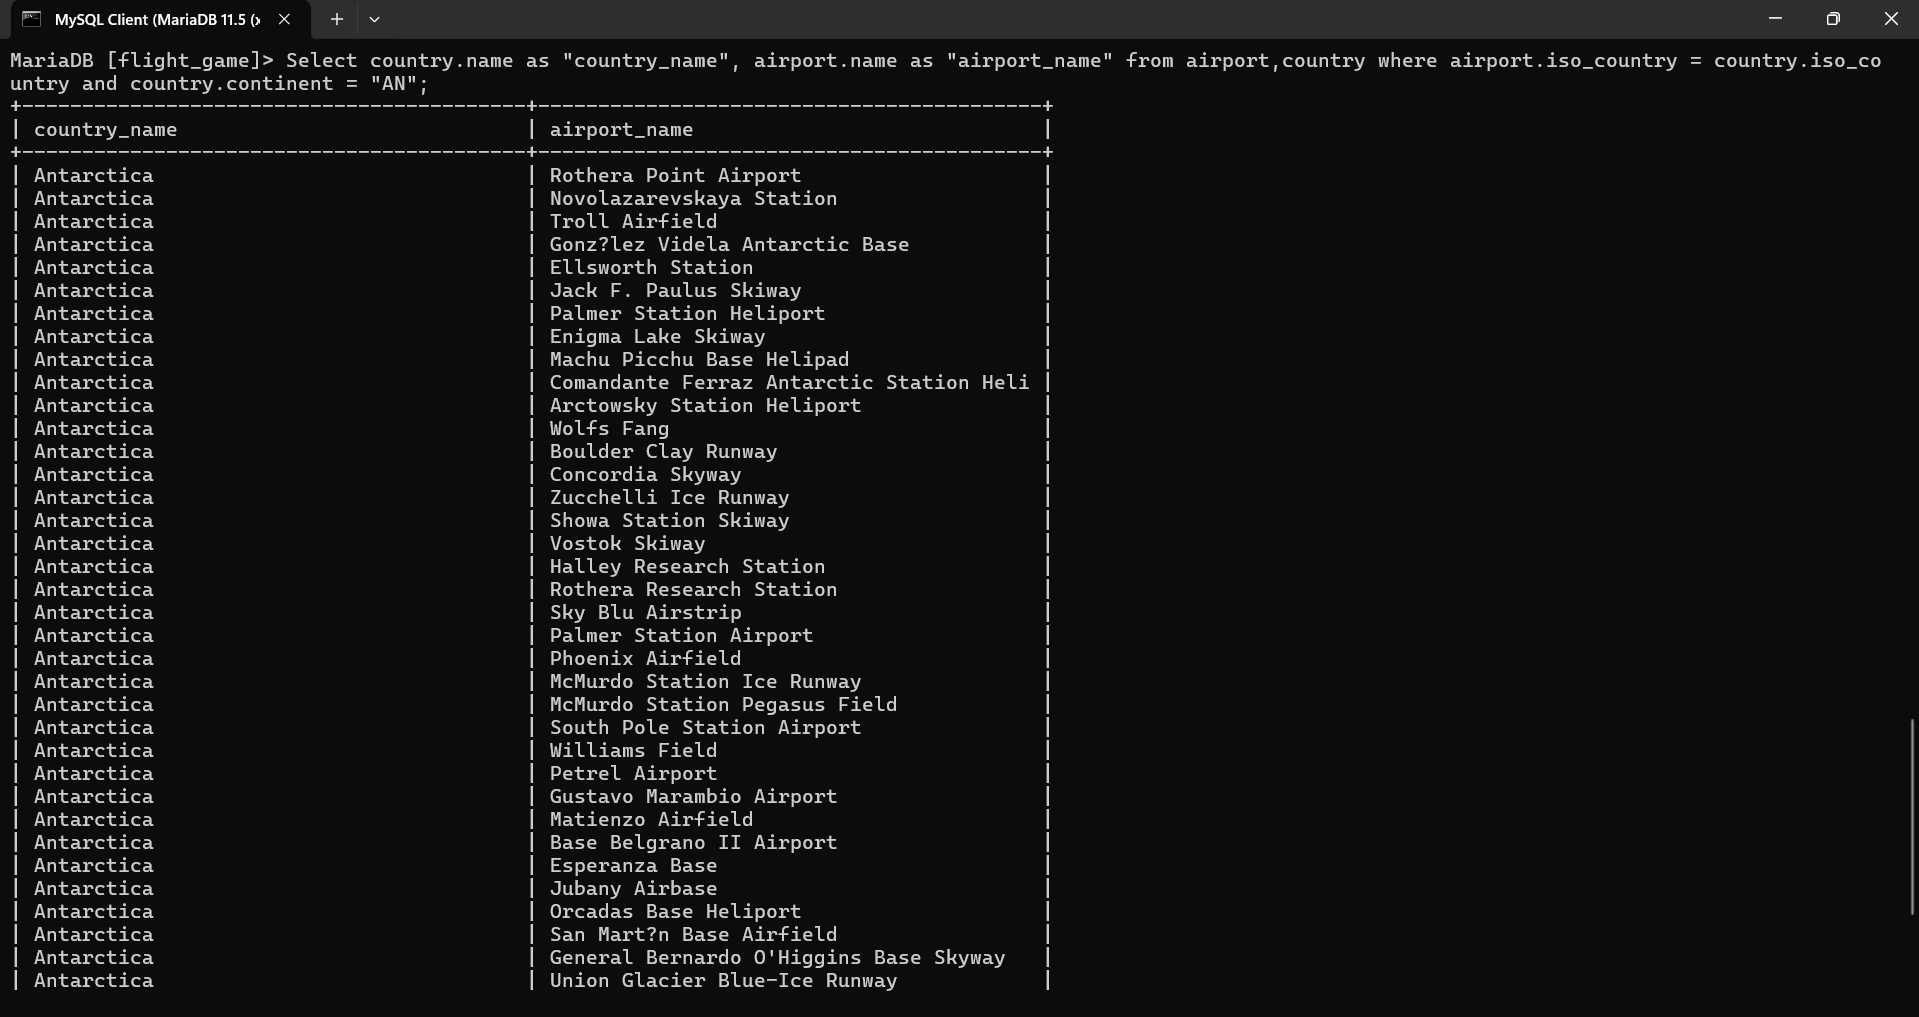 MySQL Client (MariaDB 11.5 (x
MariaDB [flight_game]> Select country.name as "country_name", airport.name as "airport_name" from airport,country where airport.iso_country = country.iso_co
untry and country.continent = "AN";
+------------------------------------------+------------------------------------------+
| country_name | airport_name |
+------------------------------------------+------------------------------------------+
| Antarctica | Rothera Point Airport |
| Antarctica | Novolazarevskaya Station |
| Antarctica | Troll Airfield |
| Antarctica | Gonz?lez Videla Antarctic Base |
| Antarctica | Ellsworth Station |
| Antarctica | Jack F. Paulus Skiway |
| Antarctica | Palmer Station Heliport |
| Antarctica | Enigma Lake Skiway |
| Antarctica | Machu Picchu Base Helipad |
| Antarctica | Comandante Ferraz Antarctic Station Heli |
| Antarctica | Arctowsky Station Heliport |
| Antarctica | Wolfs Fang |
| Antarctica | Boulder Clay Runway |
| Antarctica | Concordia Skyway |
| Antarctica | Zucchelli Ice Runway |
| Antarctica | Showa Station Skiway |
| Antarctica | Vostok Skiway |
| Antarctica | Halley Research Station |
| Antarctica | Rothera Research Station |
| Antarctica | Sky Blu Airstrip |
| Antarctica | Palmer Station Airport |
| Antarctica | Phoenix Airfield |
| Antarctica | McMurdo Station Ice Runway |
| Antarctica | McMurdo Station Pegasus Field |
| Antarctica | South Pole Station Airport |
| Antarctica | Williams Field |
| Antarctica | Petrel Airport |
| Antarctica | Gustavo Marambio Airport |
| Antarctica | Matienzo Airfield |
| Antarctica | Base Belgrano II Airport |
| Antarctica | Esperanza Base |
| Antarctica | Jubany Airbase |
| Antarctica | Orcadas Base Heliport |
| Antarctica | San Mart?n Base Airfield |
| Antarctica | General Bernardo O'Higgins Base Skyway |
| Antarctica | Union Glacier Blue-Ice Runway |